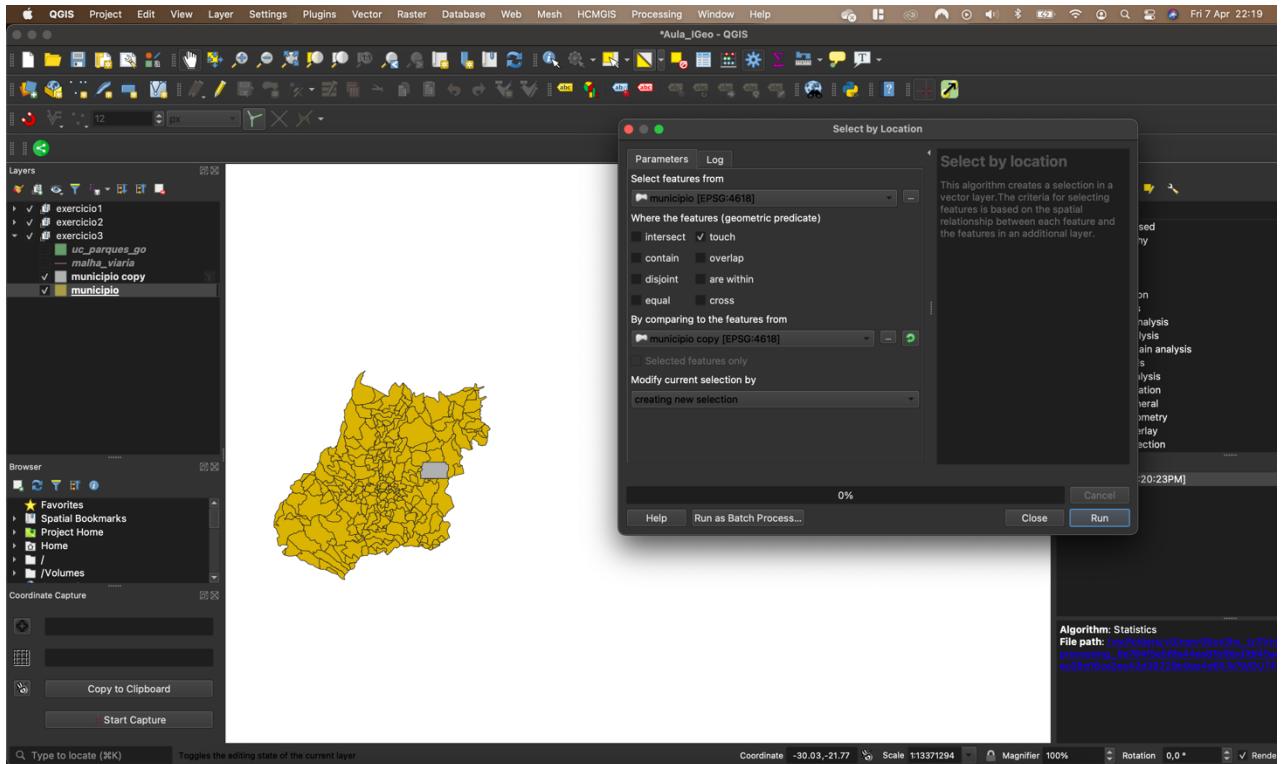 QGIS Project Edit View Layer Settings Plugins Vector Raster Database Web Mesh HCMGIS Processing Window Help Fri 7 Apr 22:19
*Aula_IGeo - QGIS
12 px
Select by Location
Parameters Log
Select features from
municipio [EPSG:4618]
Where the features (geometric predicate)
intersect touch
contain overlap
disjoint are within
equal cross
By comparing to the features from
municipio copy [EPSG:4618]
Selected features only
Modify current selection by
creating new selection
Select by location
This algorithm creates a selection in a
vector layer.The criteria for selecting
features is based on the spatial
relationship between each feature and
the features in an additional layer.
0%
Cancel
Help Run as Batch Process... Close Run
Layers
exercicio1
exercicio2
exercicio3
uc_parques_go
malha_viaria
municipio copy
municipio
Browser
Favorites
Spatial Bookmarks
Project Home
Home
/
/Volumes
Coordinate Capture
Copy to Clipboard
Start Capture
:20:23PM]
Algorithm: Statistics
File path:
Type to locate (⌘K) Toggles the editing state of the current layer Coordinate -30.03,-21.77 Scale 1:13371294 Magnifier 100% Rotation 0,0 ° Rende